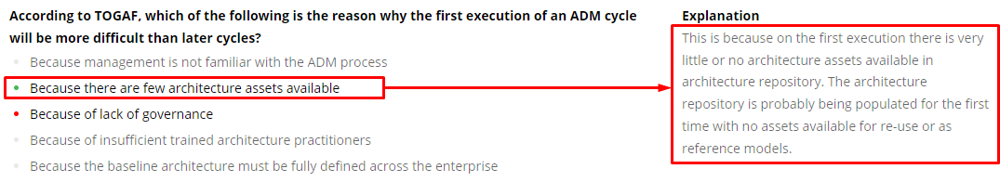 According to TOGAF, which of the following is the reason why the first execution of an ADM cycle
will be more difficult than later cycles?
Because management is not familiar with the ADM process
Because there are few architecture assets available
Because of lack of governance
Because of insufficient trained architecture practitioners
Because the baseline architecture must be fully defined across the enterprise
Explanation
This is because on the first execution there is very
little or no architecture assets available in
architecture repository. The architecture
repository is probably being populated for the first
time with no assets available for re-use or as
reference models.